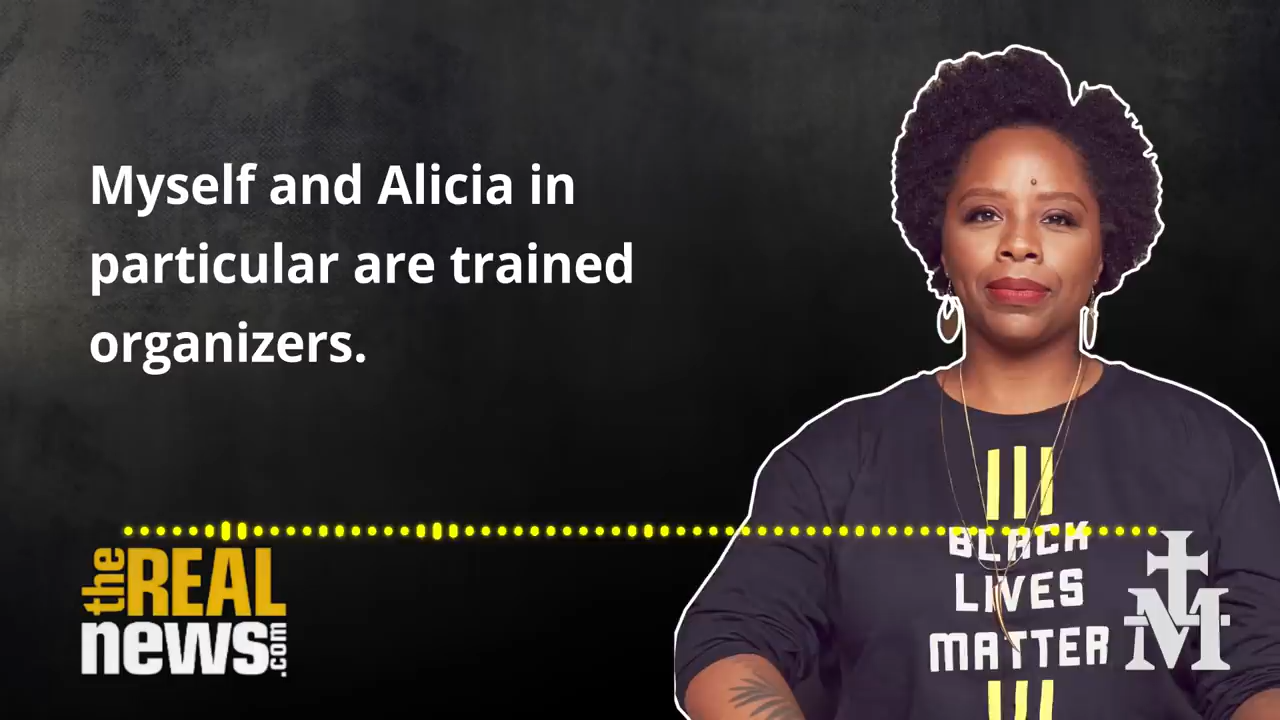 Myself and Alicia in
particular are trained
organizers.
the REAL
news.com
BLACK
LIVES
MATTER
M